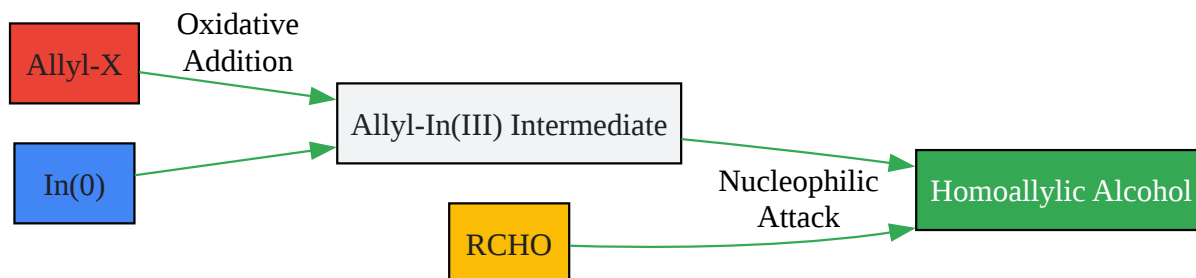 Oxidative
Addition
Allyl-X
Allyl-In(III) Intermediate
In(0)
Nucleophilic
Attack
Homoallylic Alcohol
RCHO